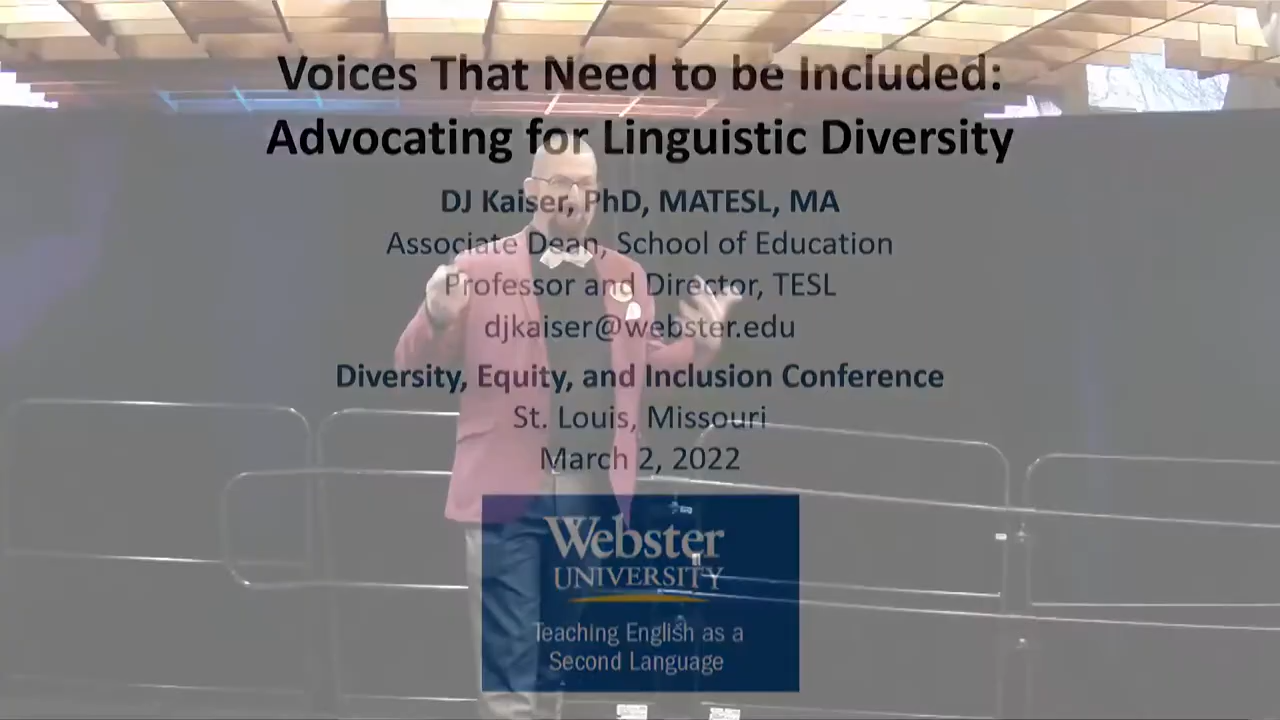 Voices That Need to be Included:
Advocating for Linguistic Diversity
DJ Kaiser, PhD, MATESL, MA
Associate Dean, School of Education
Professor and Director, TESL
djkaiser@webster.edu
Diversity, Equity, and Inclusion Conference
St. Louis, Missouri
March 2, 2022
Webster
UNIVERSITY
Teaching English as a
Second Language